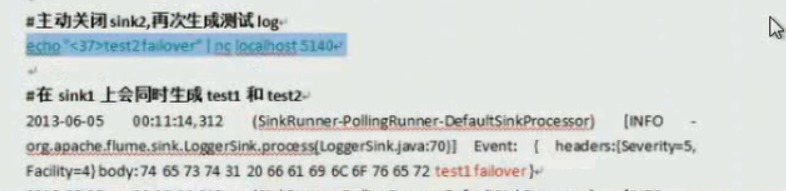 #主动关闭 sink2,再次生成测试 log
echo "<37>test2 failover" | nc localhost 5140
#在 sink1 上会同时生成 test1 和 test2
2013-06-05 00:11:14,312 (SinkRunner-PollingRunner-DefaultSinkProcessor) [INFO -
org.apache.flume.sink.LoggerSink.process(LoggerSink.java:70)] Event: { headers:{Severity=5,
Facility=4} body: 74 65 73 74 31 20 66 61 69 6C 6F 76 65 72 test1 failover }